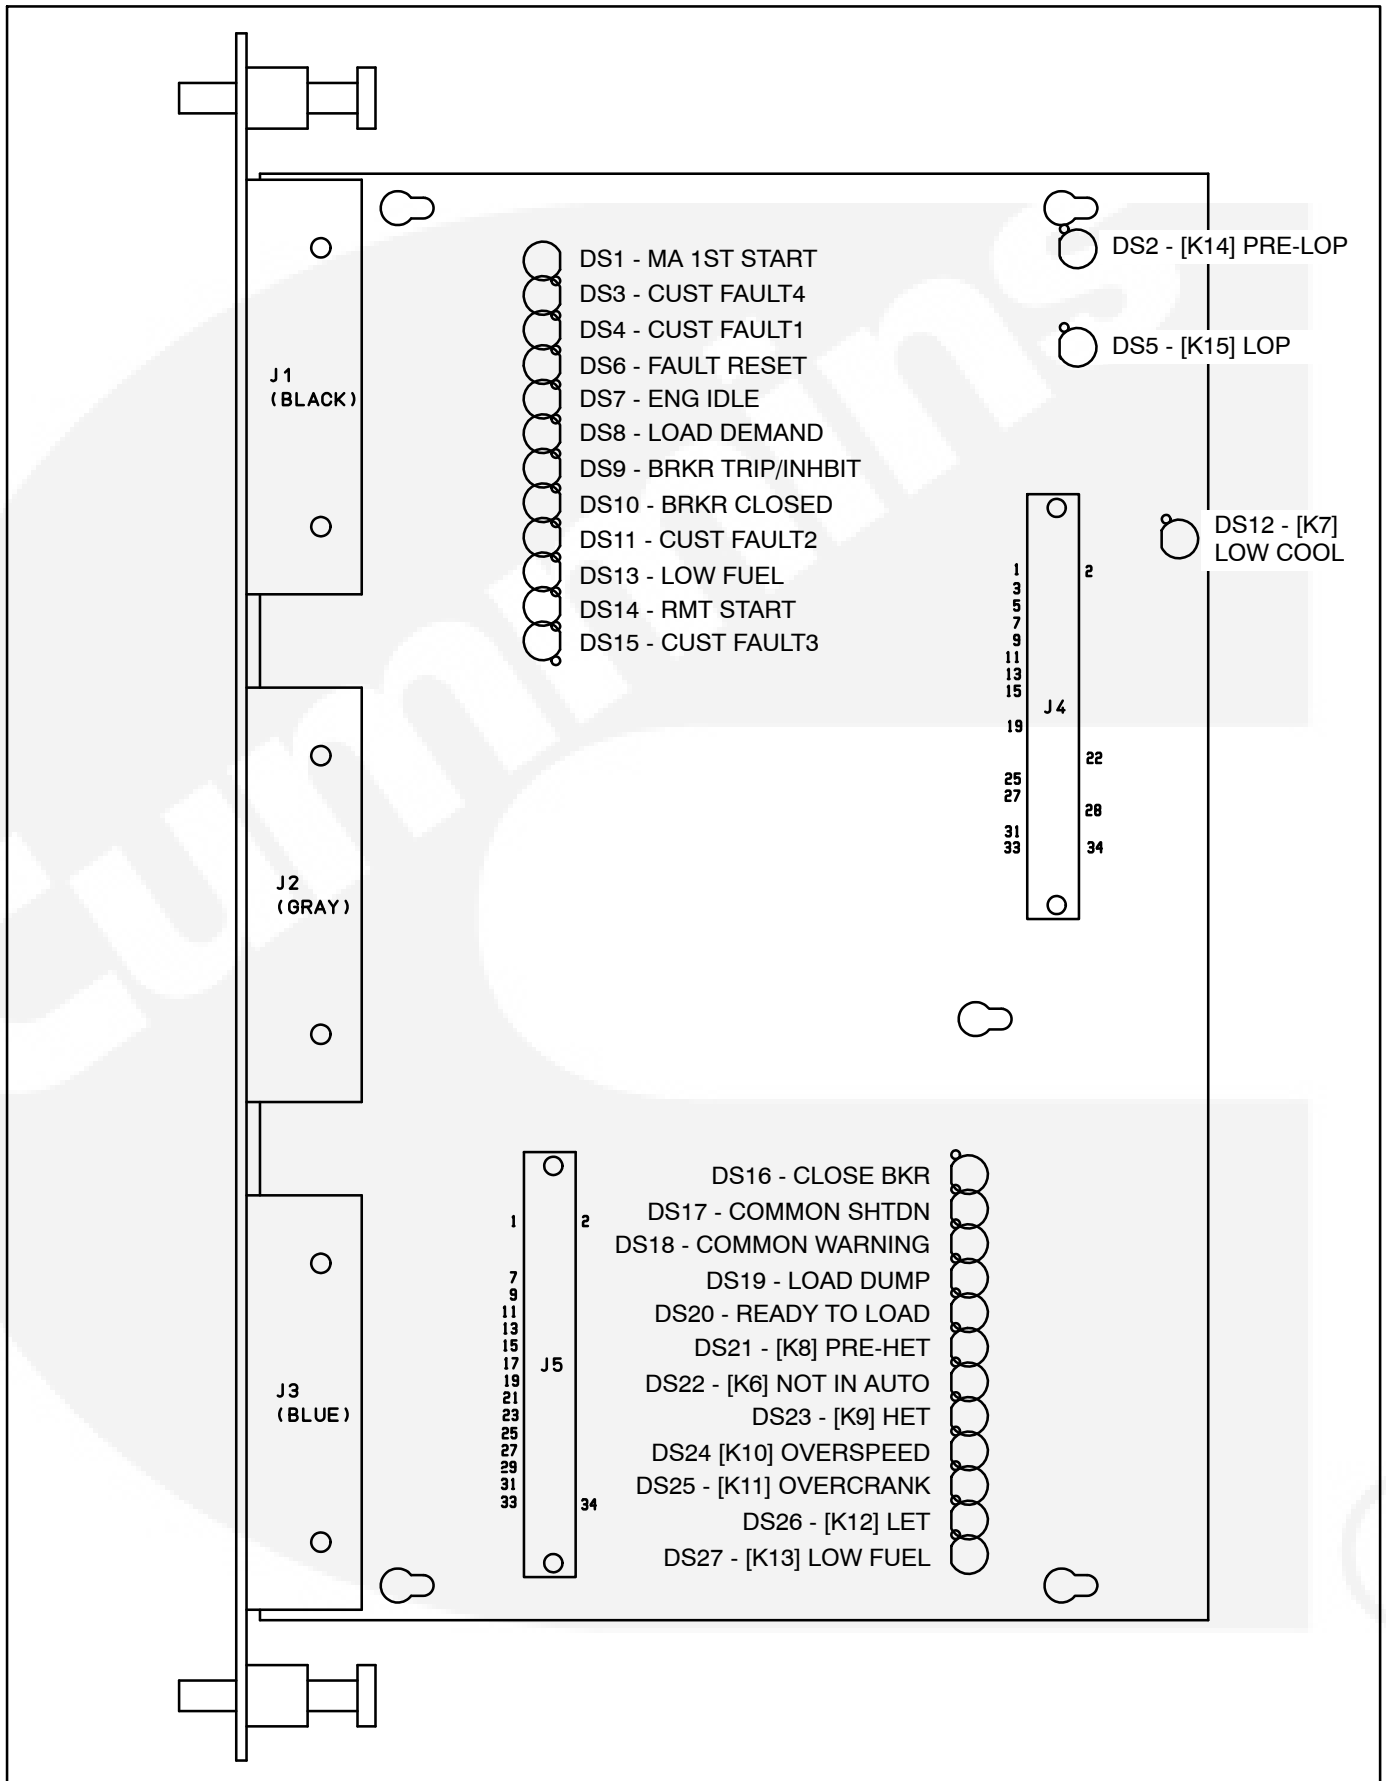 DS1 - MA 1ST START
DS3 - CUST FAULT4
DS4 - CUST FAULT1
DS6 - FAULT RESET
DS7 - ENG IDLE
DS8 - LOAD DEMAND
DS9 - BRKR TRIP/INHBIT
DS10 - BRKR CLOSED
DS11 - CUST FAULT2
DS13 - LOW FUEL
DS14 - RMT START
DS15 - CUST FAULT3
DS2 - [K14] PRE-LOP
DS5 - [K15] LOP
DS12 - [K7]
LOW COOL
J1
(BLACK)
J2
(GRAY)
J3
(BLUE)
J4
1
3
5
7
9
11
13
15
19
25
27
31
33
2
22
28
34
J5
1
7
9
11
13
15
17
19
21
23
25
27
29
31
33
2
34
DS16 - CLOSE BKR
DS17 - COMMON SHTDN
DS18 - COMMON WARNING
DS19 - LOAD DUMP
DS20 - READY TO LOAD
DS21 - [K8] PRE-HET
DS22 - [K6] NOT IN AUTO
DS23 - [K9] HET
DS24 [K10] OVERSPEED
DS25 - [K11] OVERCRANK
DS26 - [K12] LET
DS27 - [K13] LOW FUEL
Cummins